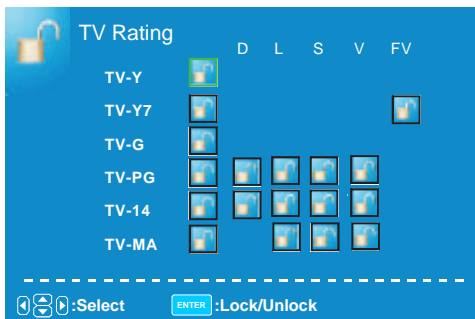 TV Rating
D L S V FV
TV-Y
TV-Y7
TV-G
TV-PG
TV-14
TV-MA
:Select ENTER :Lock/Unlock